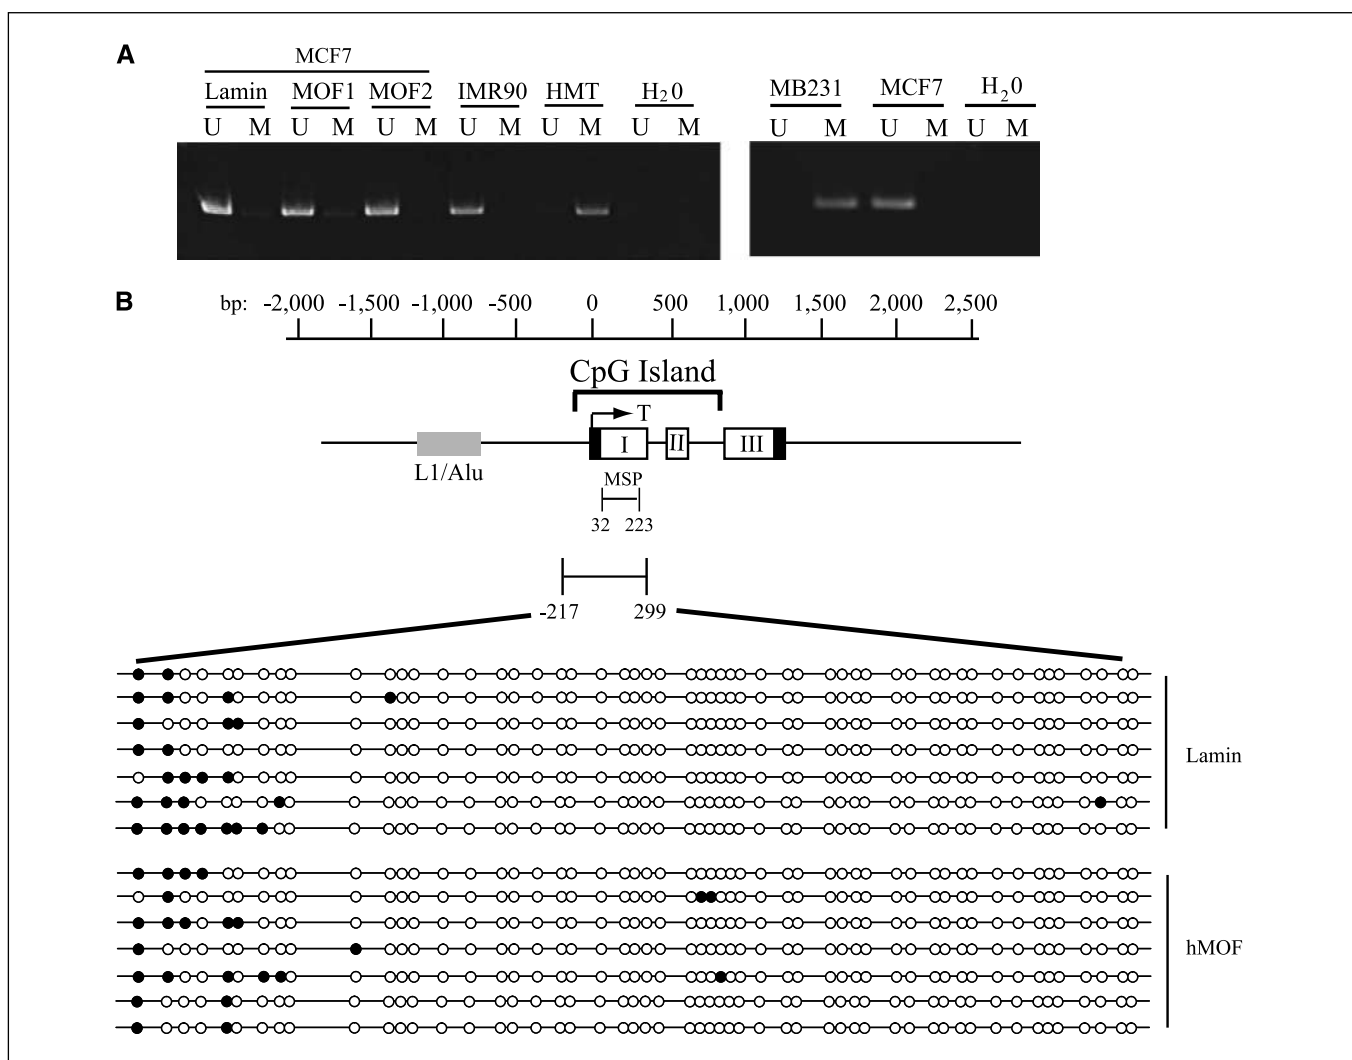 A
MCF7
Lamin MOF1 MOF2 IMR90 HMT H₂0 MB231 MCF7 H₂0
U M U M U M U M U M U M U M U M U M
B
bp: -2,000 -1,500 -1,000 -500 0 500 1,000 1,500 2,000 2,500
CpG Island
T
I II III
L1/Alu
MSP
32 223
-217 299
Lamin
hMOF